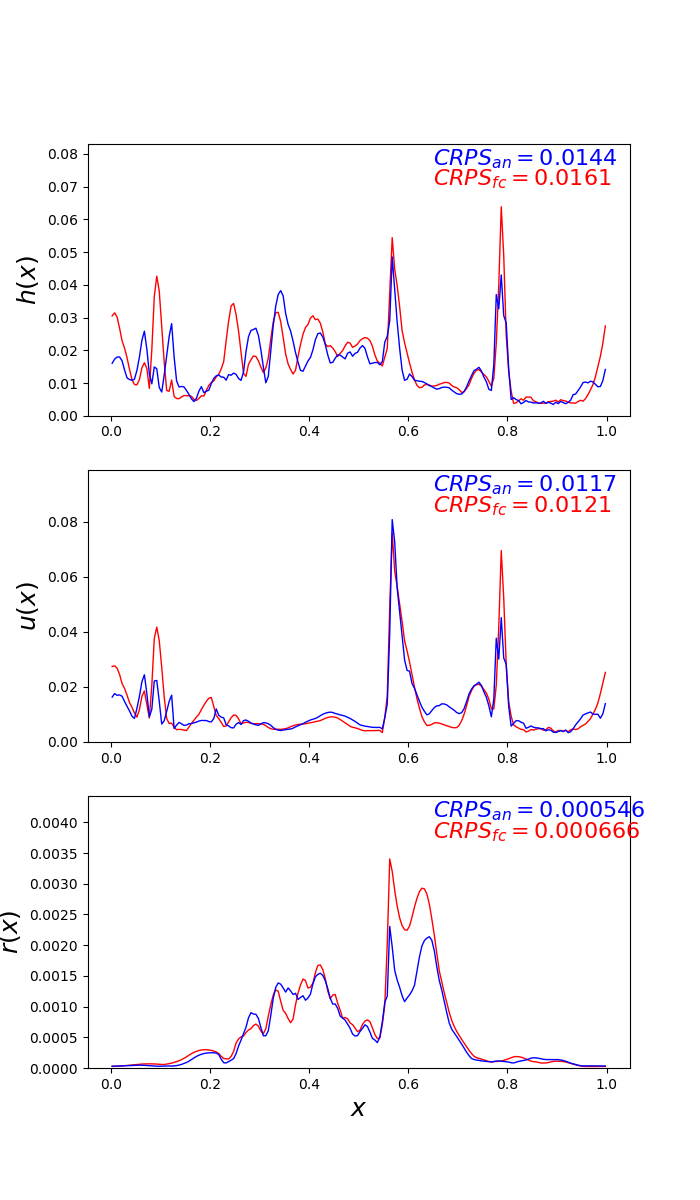 CRPS_an = 0.0144
CRPS_fc = 0.0161
h(x)
0.08
0.07
0.06
0.05
0.04
0.03
0.02
0.01
0.00
0.0 0.2 0.4 0.6 0.8 1.0
CRPS_an = 0.0117
CRPS_fc = 0.0121
u(x)
0.08
0.06
0.04
0.02
0.00
0.0 0.2 0.4 0.6 0.8 1.0
CRPS_an = 0.000546
CRPS_fc = 0.000666
r(x)
0.0040
0.0035
0.0030
0.0025
0.0020
0.0015
0.0010
0.0005
0.0000
0.0 0.2 0.4 0.6 0.8 1.0
x